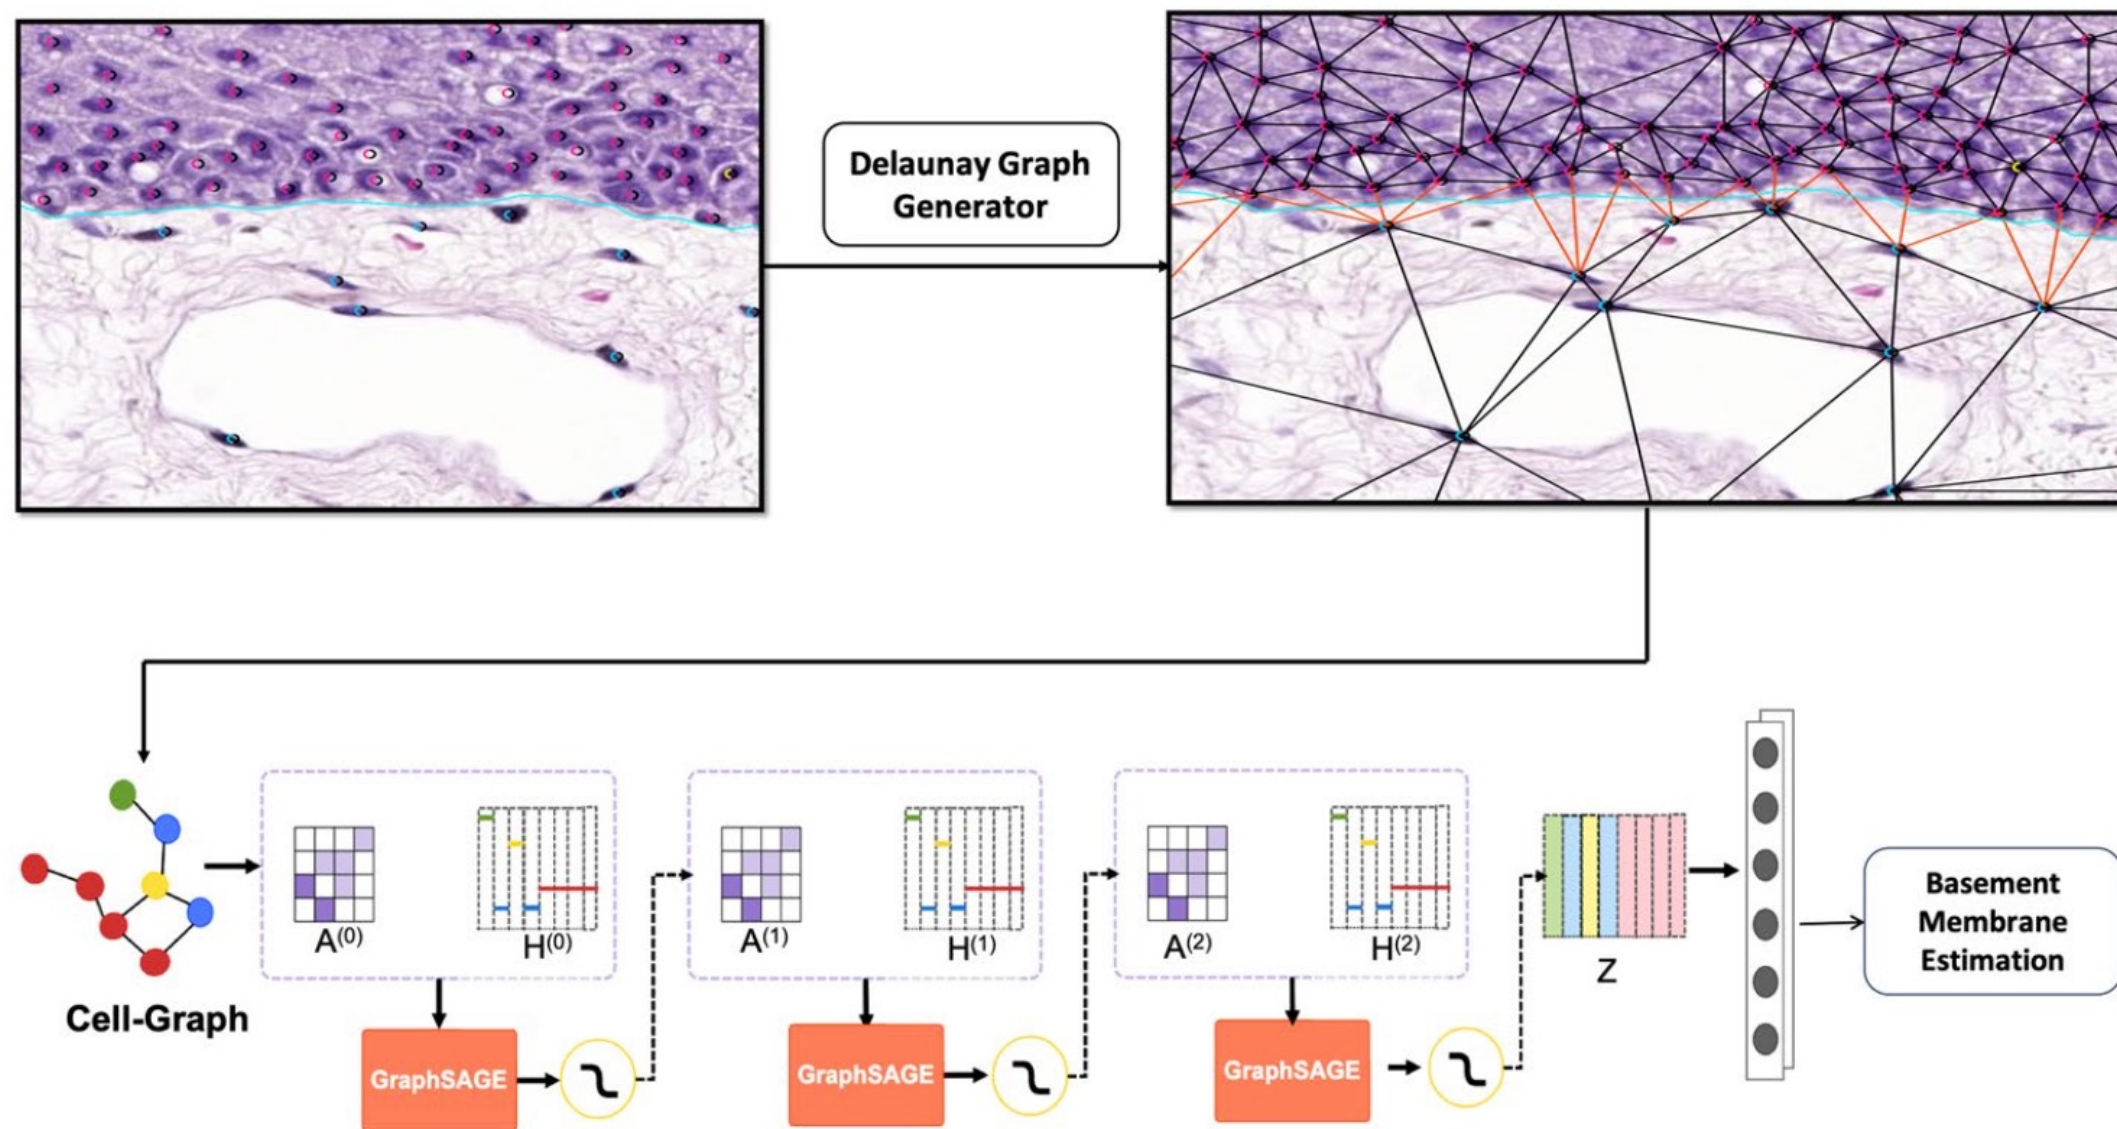 Delaunay Graph
Generator
Cell-Graph
A(0)
H(0)
A(1)
H(1)
A(2)
H(2)
Z
GraphSAGE
GraphSAGE
GraphSAGE
Basement
Membrane
Estimation